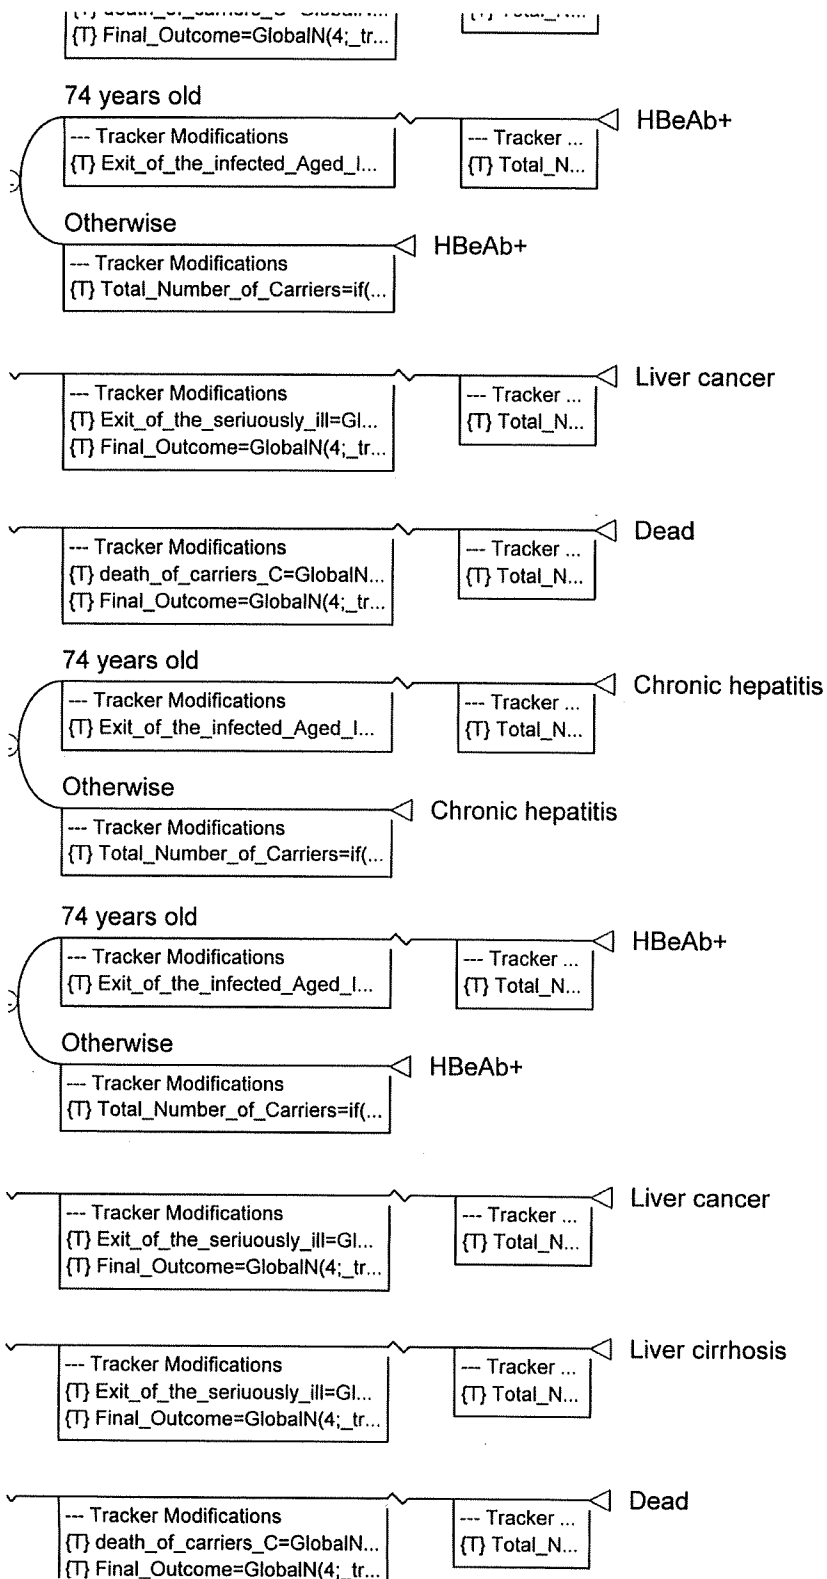 {T} death_of_carriers_C=GlobalN...
{T} Total_N...
{T} Final_Outcome=GlobalN(4;_tr...
74 years old
HBeAb+
--- Tracker Modifications
--- Tracker ...
{T} Exit_of_the_infected_Aged_I...
{T} Total_N...
Otherwise
HBeAb+
--- Tracker Modifications
{T} Total_Number_of_Carriers=if(...
Liver cancer
--- Tracker Modifications
--- Tracker ...
{T} Exit_of_the_seriuously_ill=Gl...
{T} Total_N...
{T} Final_Outcome=GlobalN(4;_tr...
Dead
--- Tracker Modifications
--- Tracker ...
{T} death_of_carriers_C=GlobalN...
{T} Total_N...
{T} Final_Outcome=GlobalN(4;_tr...
74 years old
Chronic hepatitis
--- Tracker Modifications
--- Tracker ...
{T} Exit_of_the_infected_Aged_I...
{T} Total_N...
Otherwise
Chronic hepatitis
--- Tracker Modifications
{T} Total_Number_of_Carriers=if(...
74 years old
HBeAb+
--- Tracker Modifications
--- Tracker ...
{T} Exit_of_the_infected_Aged_I...
{T} Total_N...
Otherwise
HBeAb+
--- Tracker Modifications
{T} Total_Number_of_Carriers=if(...
Liver cancer
--- Tracker Modifications
--- Tracker ...
{T} Exit_of_the_seriuously_ill=Gl...
{T} Total_N...
{T} Final_Outcome=GlobalN(4;_tr...
Liver cirrhosis
--- Tracker Modifications
--- Tracker ...
{T} Exit_of_the_seriuously_ill=Gl...
{T} Total_N...
{T} Final_Outcome=GlobalN(4;_tr...
Dead
--- Tracker Modifications
--- Tracker ...
{T} death_of_carriers_C=GlobalN...
{T} Total_N...
{T} Final_Outcome=GlobalN(4;_tr...